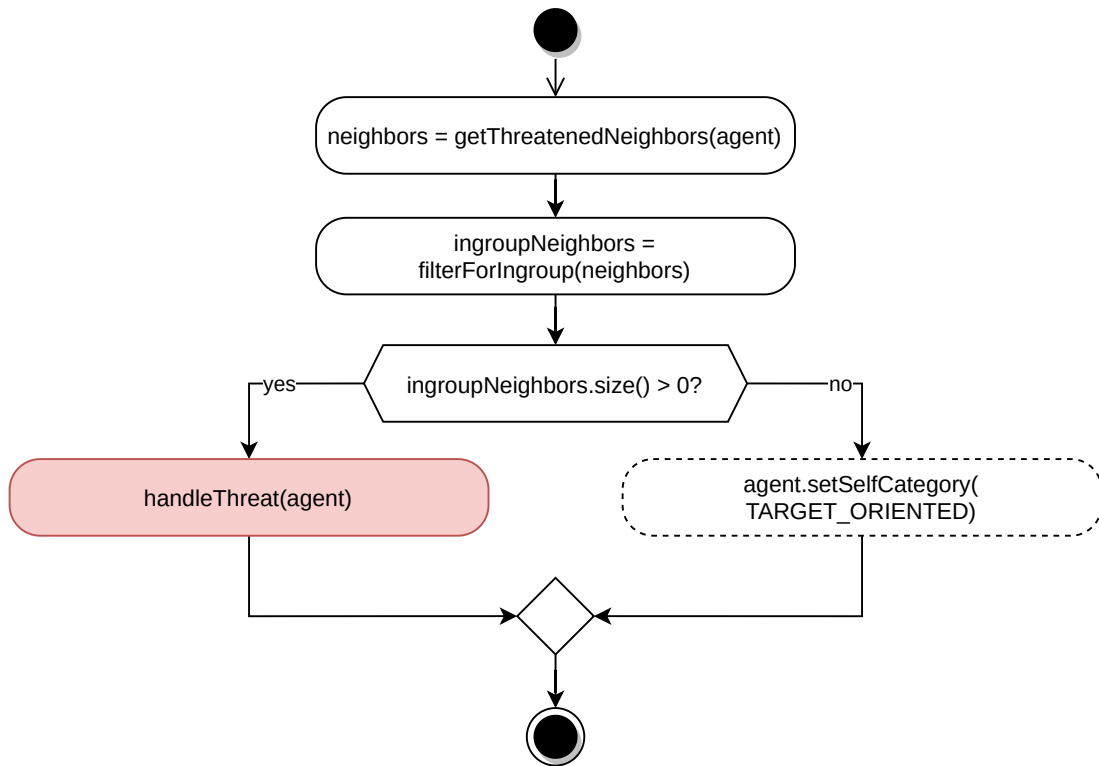 neighbors = getThreatenedNeighbors(agent)
ingroupNeighbors =
filterForIngroup(neighbors)
ingroupNeighbors.size() > 0?
yes
no
handleThreat(agent)
agent.setSelfCategory(
TARGET_ORIENTED)